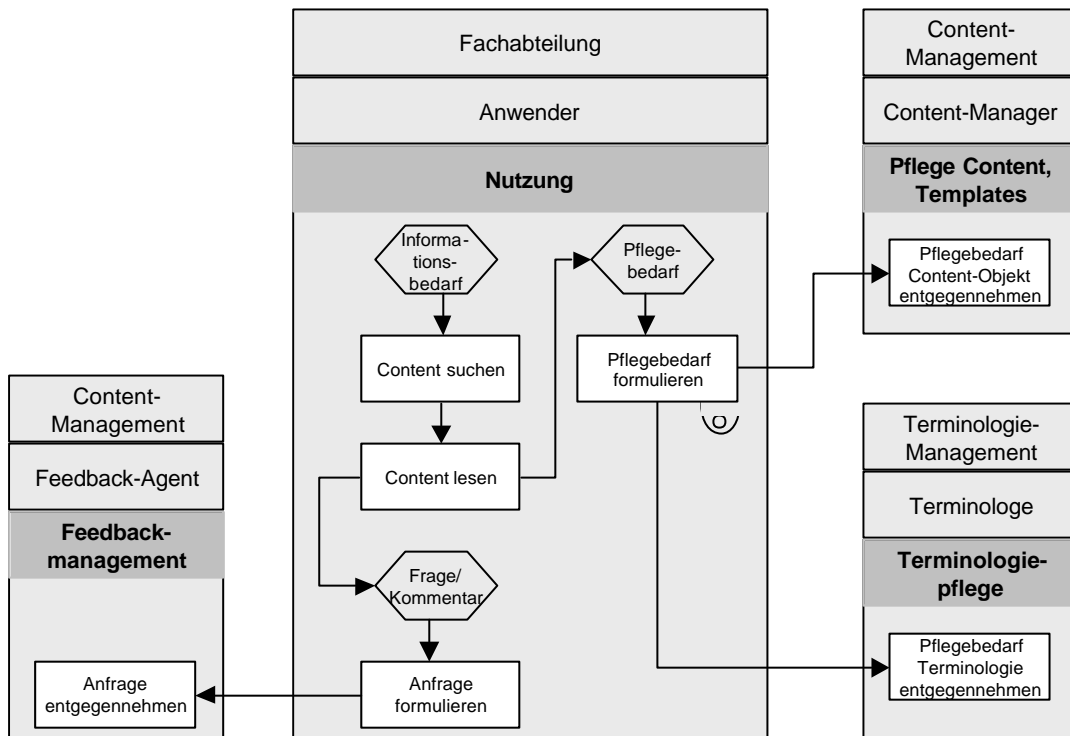 Fachabteilung
Anwender
Nutzung
Informa-
tions-
bedarf
Pflege-
bedarf
Content suchen
Pflegebedarf
formulieren
Content lesen
Frage/
Kommentar
Anfrage
formulieren
Content-
Management
Content-Manager
Pflege Content,
Templates
Pflegebedarf
Content-Objekt
entgegennehmen
Content-
Management
Feedback-Agent
Feedback-
management
Anfrage
entgegennehmen
Terminologie-
Management
Terminologe
Terminologie-
pflege
Pflegebedarf
Terminologie
entgegennehmen